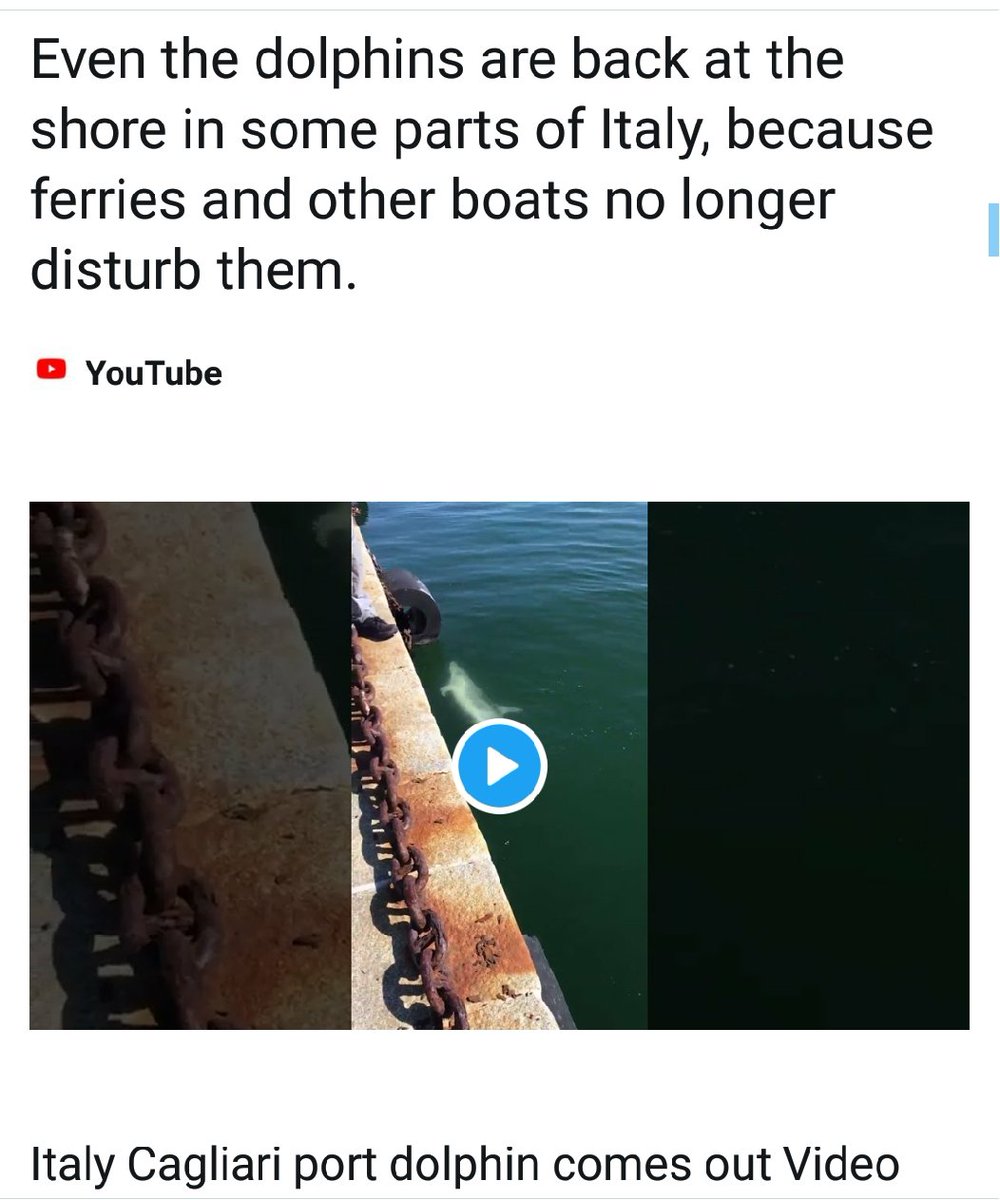 Even the dolphins are back at the
shore in some parts of Italy, because
ferries and other boats no longer
disturb them.
YouTube
Italy Cagliari port dolphin comes out Video